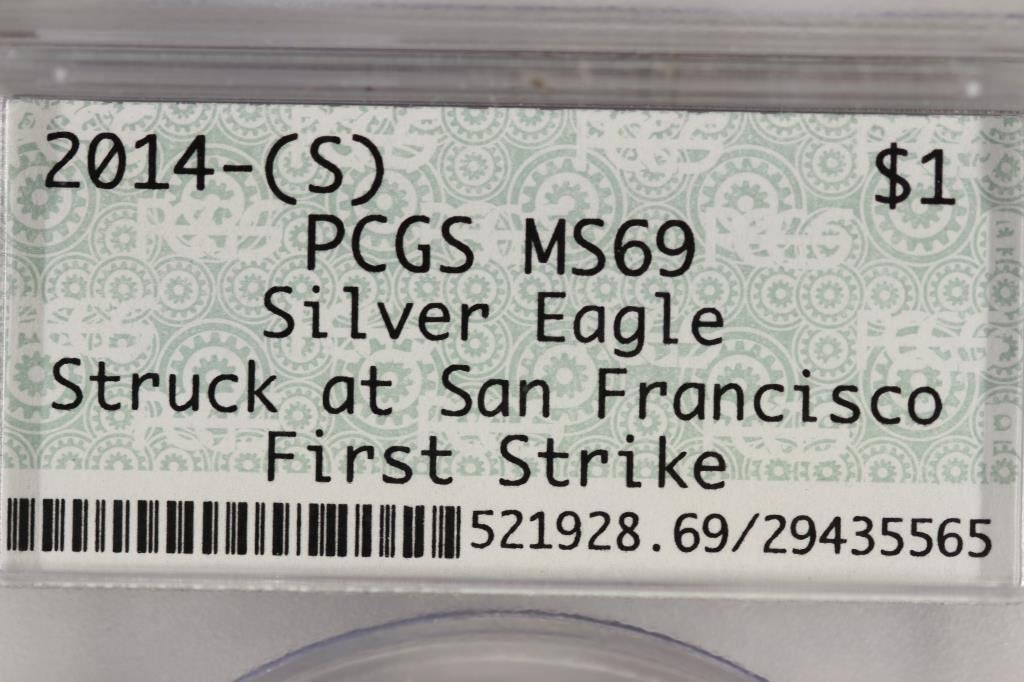 2014-(S) $1
PCGS MS69
Silver Eagle
Struck at San Francisco
First Strike
521928.69/29435565